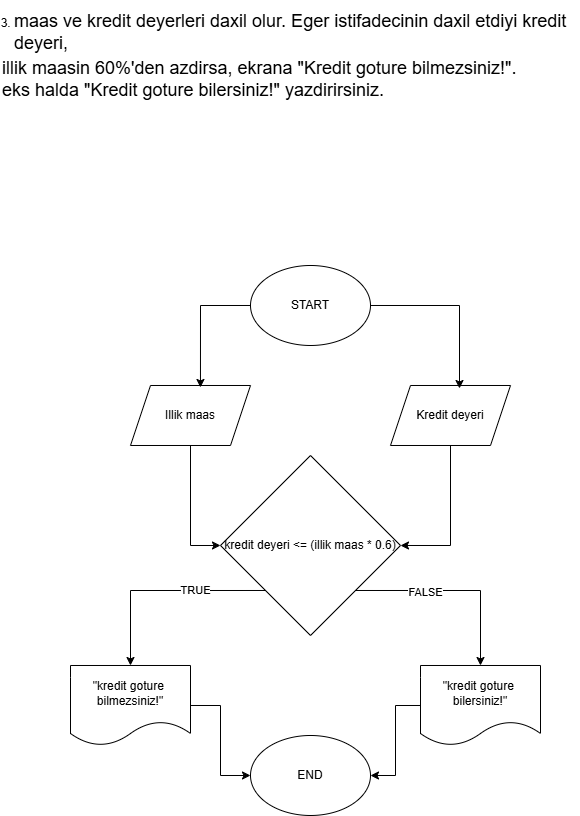 3. maas ve kredit deyerleri daxil olur. Eger istifadecinin daxil etdiyi kredit
deyeri,
illik maasin 60%'den azdirsa, ekrana "Kredit goture bilmezsiniz!".
eks halda "Kredit goture bilersiniz!" yazdirirsiniz.
START
Illik maas
Kredit deyeri
kredit deyeri <= (illik maas * 0.6)
TRUE
FALSE
"kredit goture
bilmezsiniz!"
"kredit goture
bilersiniz!"
END